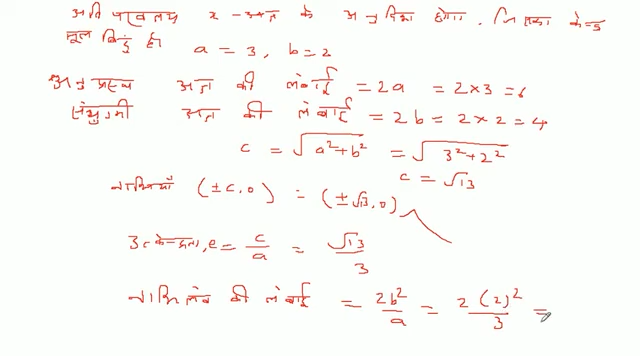 अति परवलय x-अक्ष के अनुदिश होगा, जिसका केन्द्र
मूल बिंदु हो
a = 3, b = 2
अनुप्रस्थ अक्ष की लंबाई = 2a = 2×3 = 6
संयुग्मी अक्ष की लंबाई = 2b = 2×2 = 4
c = √(a²+b²) = √(3²+2²)
c = √13
नाभियाँ (±c, 0) = (±√13, 0)
उत्केन्द्रता, e = c/a = √13/3
नाभिलंब की लंबाई = 2b²/a = 2(2)²/3 =